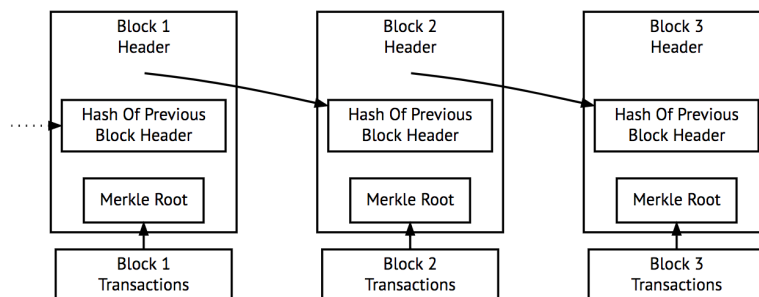 Block 1
Header
Hash Of Previous
Block Header
Merkle Root
Block 1
Transactions
Block 2
Header
Hash Of Previous
Block Header
Merkle Root
Block 2
Transactions
Block 3
Header
Hash Of Previous
Block Header
Merkle Root
Block 3
Transactions